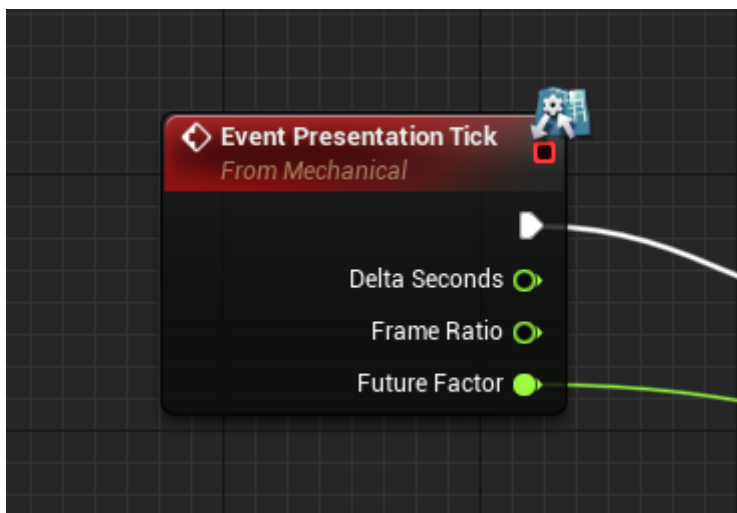 Event Presentation Tick
From Mechanical
Delta Seconds
Frame Ratio
Future Factor